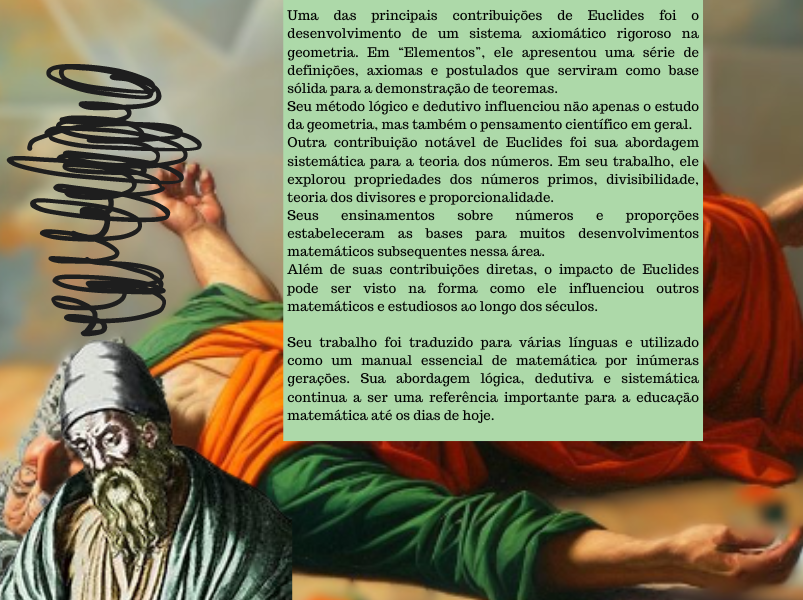 Uma das principais contribuições de Euclides foi o
desenvolvimento de um sistema axiomático rigoroso na
geometria. Em “Elementos”, ele apresentou uma série de
definições, axiomas e postulados que serviram como base
sólida para a demonstração de teoremas.
Seu método lógico e dedutivo influenciou não apenas o estudo
da geometria, mas também o pensamento científico em geral.
Outra contribuição notável de Euclides foi sua abordagem
sistemática para a teoria dos números. Em seu trabalho, ele
explorou propriedades dos números primos, divisibilidade,
teoria dos divisores e proporcionalidade.
Seus ensinamentos sobre números e proporções
estabeleceram as bases para muitos desenvolvimentos
matemáticos subsequentes nessa área.
Além de suas contribuições diretas, o impacto de Euclides
pode ser visto na forma como ele influenciou outros
matemáticos e estudiosos ao longo dos séculos.
Seu trabalho foi traduzido para várias línguas e utilizado
como um manual essencial de matemática por inúmeras
gerações. Sua abordagem lógica, dedutiva e sistemática
continua a ser uma referência importante para a educação
matemática até os dias de hoje.